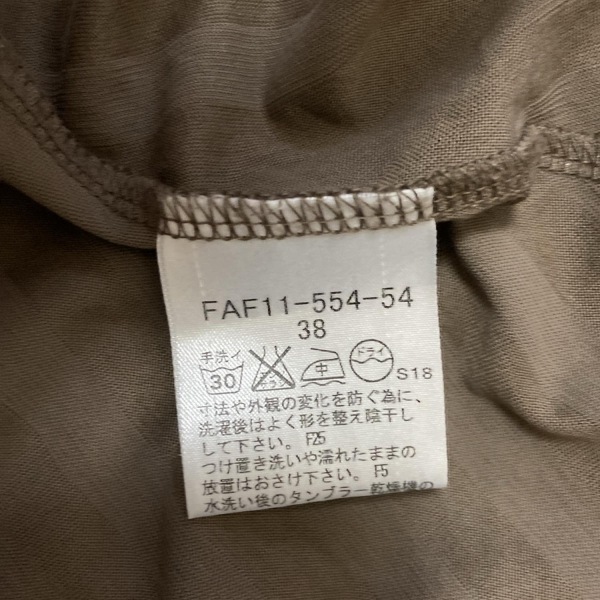 FAF11-554-54
38
手洗イ
30 エンソ 中 ドライ
S18
寸法や外観の変化を防ぐ為に、
洗濯後はよく形を整え陰干し
して下さい。 F25
つけ置き洗いや濡れたままの
放置はおさけ下さい。 F5
水洗い後のタンブラー乾燥機の